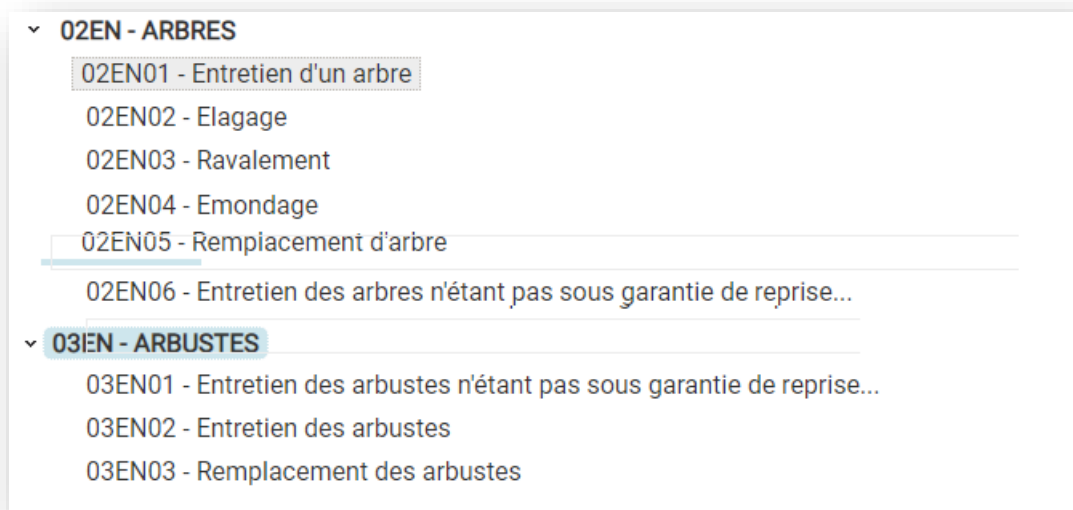 02EN - ARBRES
02EN01 - Entretien d'un arbre
02EN02 - Elagage
02EN03 - Ravalement
02EN04 - Emondage
02EN05 - Remplacement d'arbre
02EN06 - Entretien des arbres n'étant pas sous garantie de reprise...
03EN - ARBUSTES
03EN01 - Entretien des arbustes n'étant pas sous garantie de reprise...
03EN02 - Entretien des arbustes
03EN03 - Remplacement des arbustes